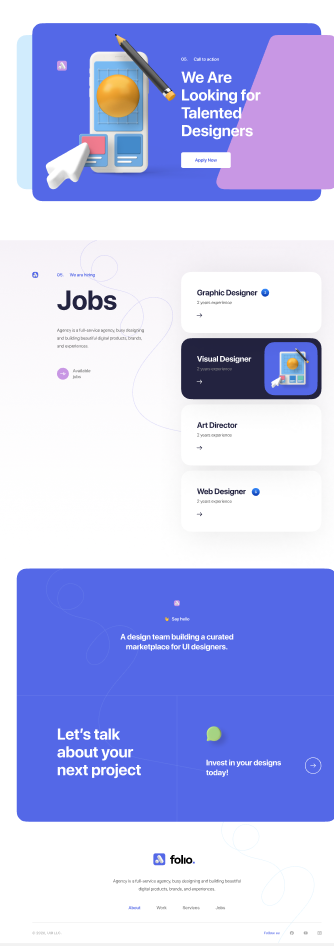 05. Call to action
We Are
Looking for
Talented
Designers
Apply Now
06. We are hiring
Jobs
Agency is a full-service agency, busy designing
and building beautiful digital products, brands,
and experiences.
Available
jobs
Graphic Designer
2 years experience
Visual Designer
2 years experience
Art Director
2 years experience
Web Designer
2 years experience
Say hello
A design team building a curated
marketplace for UI designers.
Let's talk
about your
next project
Invest in your designs
today!
folio.
Agency is a full-service agency, busy designing and building beautiful
digital products, brands, and experiences.
About Work Services Jobs
Follow us